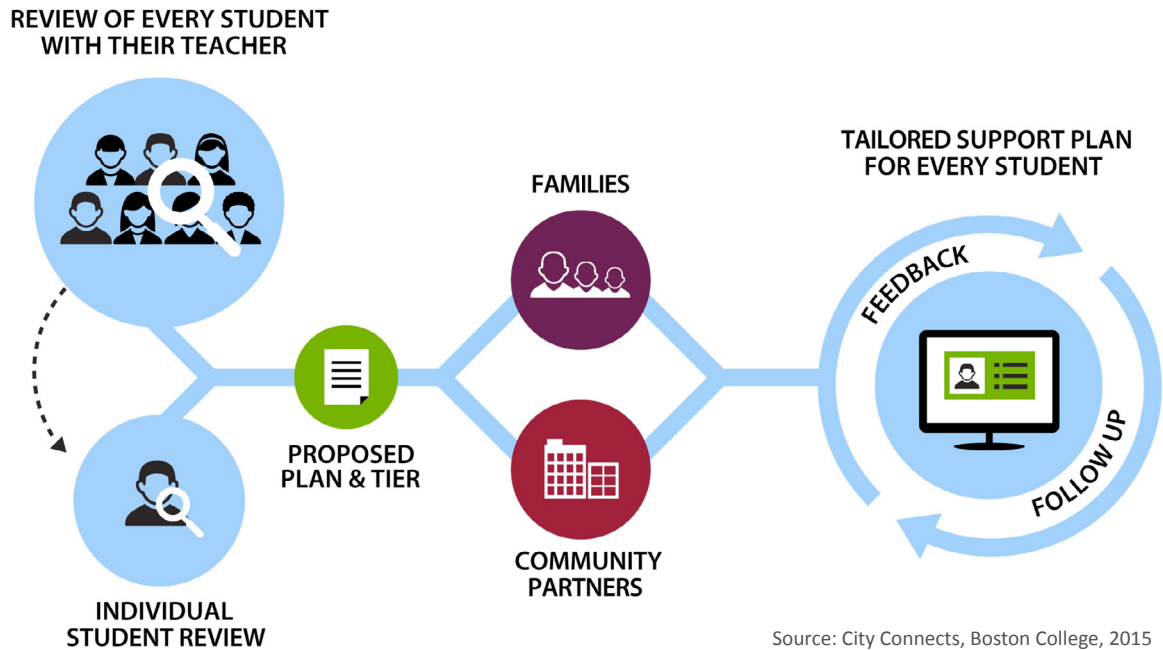 REVIEW OF EVERY STUDENT
WITH THEIR TEACHER
INDIVIDUAL
STUDENT REVIEW
PROPOSED
PLAN & TIER
FAMILIES
COMMUNITY
PARTNERS
TAILORED SUPPORT PLAN
FOR EVERY STUDENT
FEEDBACK
FOLLOW UP
Source: City Connects, Boston College, 2015